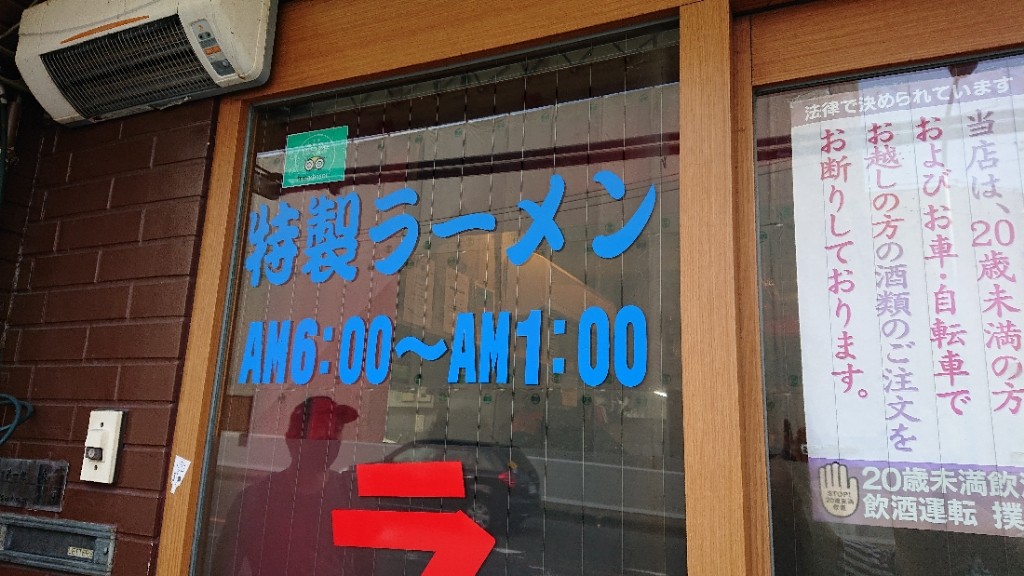 特製ラーメン
AM6:00～AM1:00
ラ
法律で決められています
当店は、20歳未満の方
およびお車・自転車で
お越しの方の酒類のご注文を
お断りしております。
STOP!
20歳未満飲
飲酒運転 撲